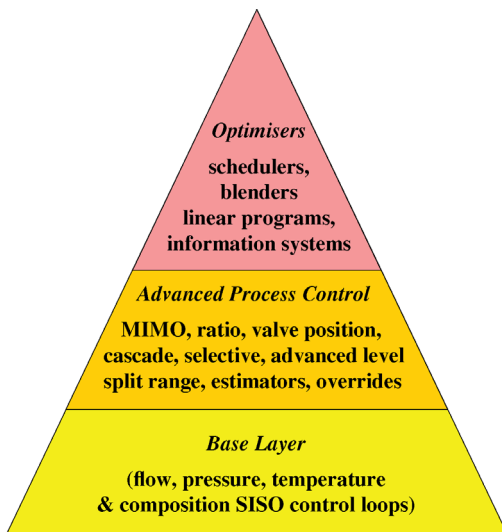 Optimisers
schedulers,
blenders
linear programs,
information systems
Advanced Process Control
MIMO, ratio, valve position,
cascade, selective, advanced level
split range, estimators, overrides
Base Layer
(flow, pressure, temperature
& composition SISO control loops)